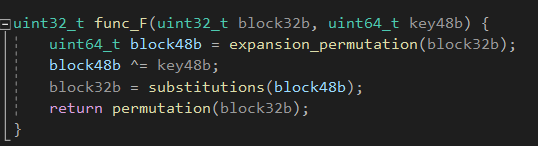 uint32_t func_F(uint32_t block32b, uint64_t key48b) {
    uint64_t block48b = expansion_permutation(block32b);
    block48b ^= key48b;
    block32b = substitutions(block48b);
    return permutation(block32b);
}